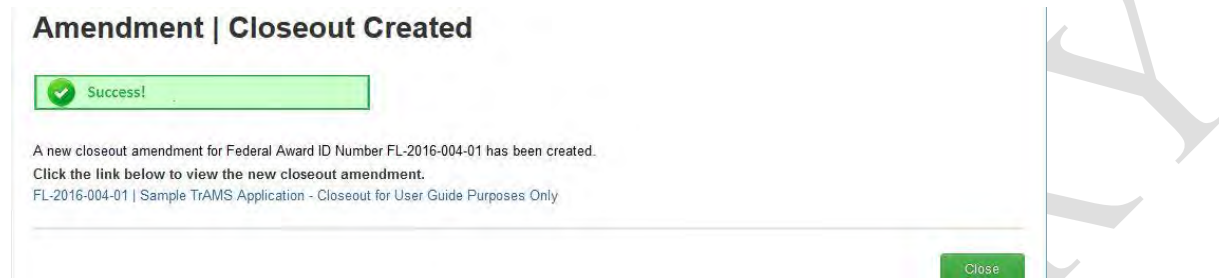 Amendment | Closeout Created
Success!
A new closeout amendment for Federal Award ID Number FL-2016-004-01 has been created.
Click the link below to view the new closeout amendment.
FL-2016-004-01 | Sample TrAMS Application - Closeout for User Guide Purposes Only
Close